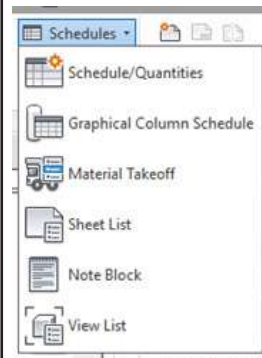 Schedules
Schedule/Quantities
Graphical Column Schedule
Material Takeoff
Sheet List
Note Block
View List